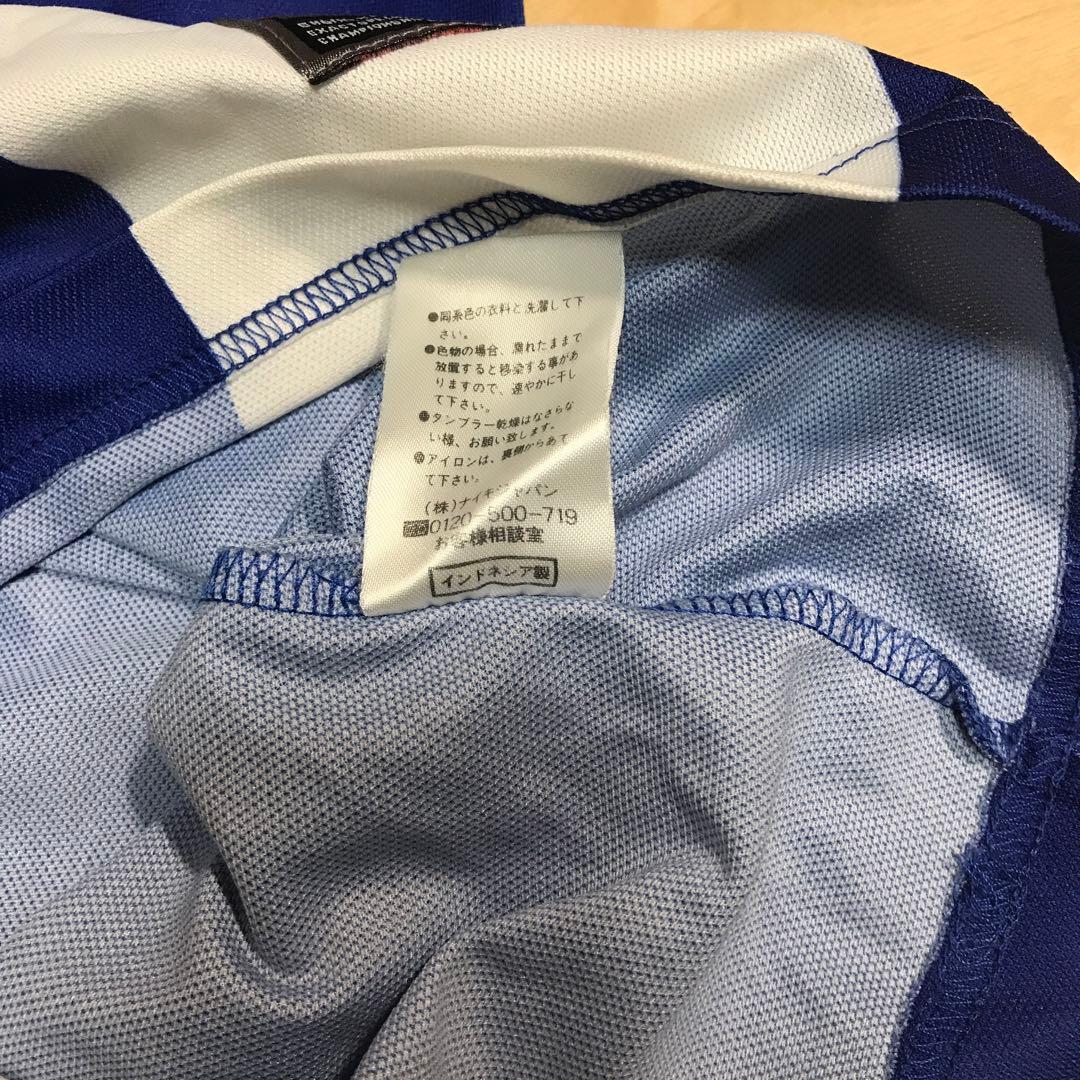 CHAMPIONSHI
●同系色の衣料と洗濯して下
さい。
●色物の場合、濡れたままで
放置すると移染する事があ
りますので、速やかに干し
て下さい。
●タンブラー乾燥はなさらな
い様、お願い致します。
●アイロンは、裏側からあて
て下さい。
(株)ナイキジャパン
0120-500-719
お客様相談室
インドネシア製